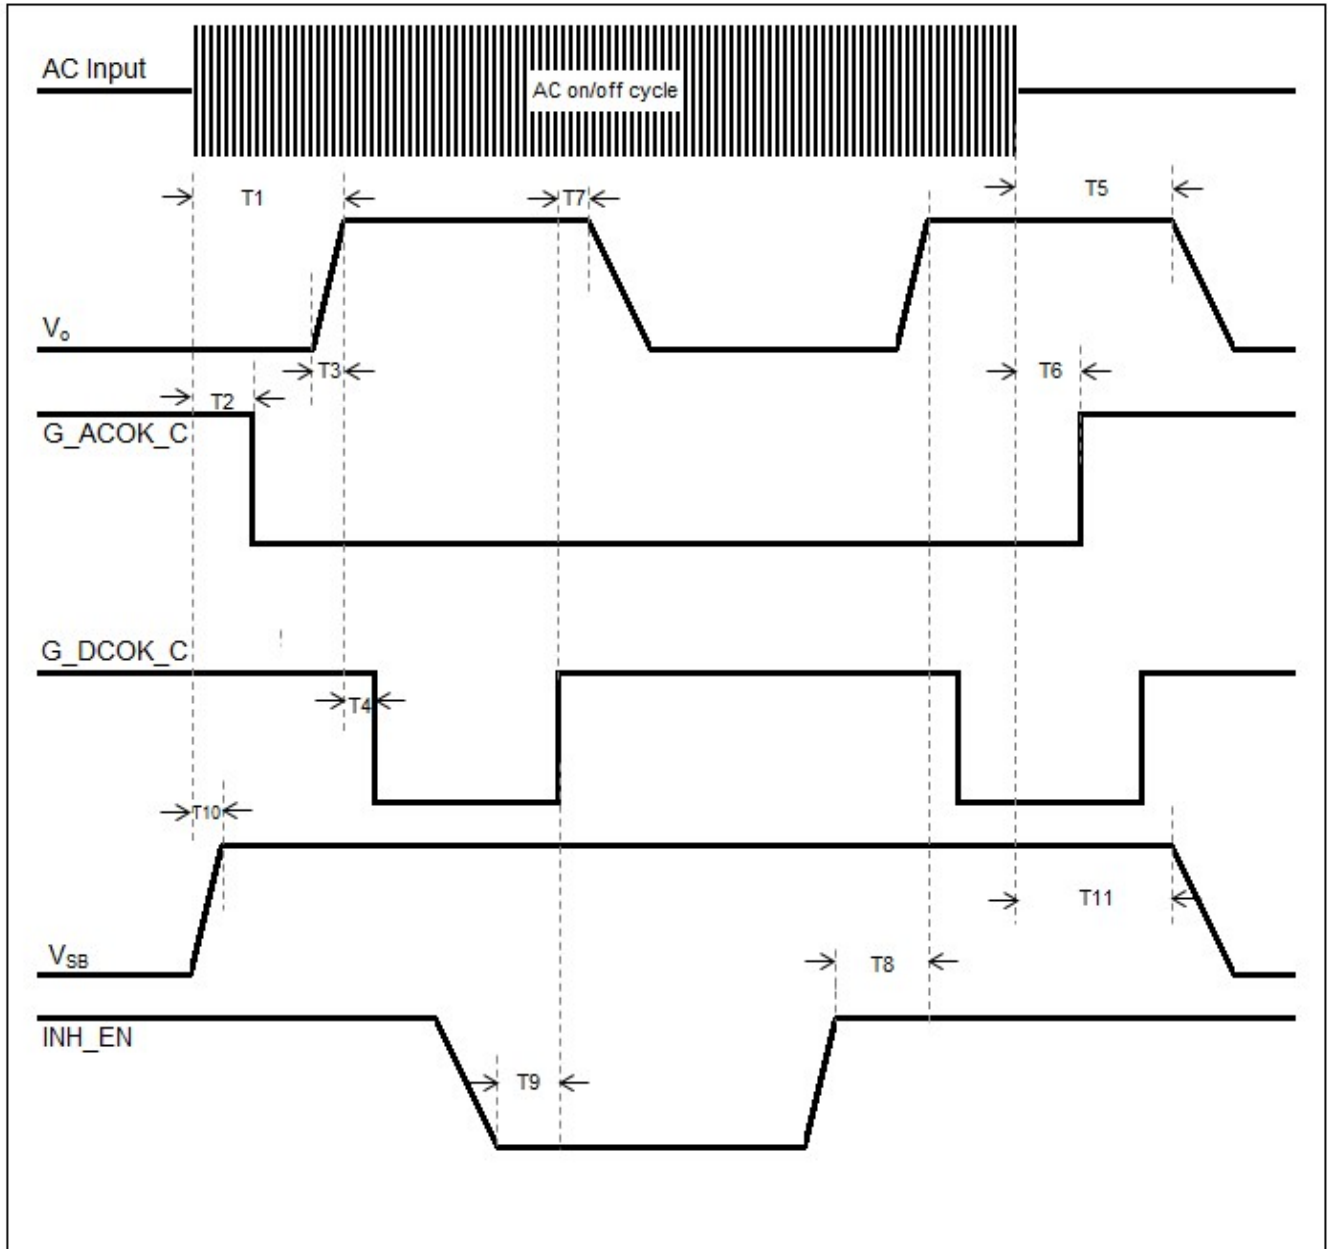 AC Input
AC on/off cycle
T1
T7
T5
Vₒ
T3
T6
T2
G_ACOK_C
G_DCOK_C
T4
T10
T11
V_SB
T8
INH_EN
T9